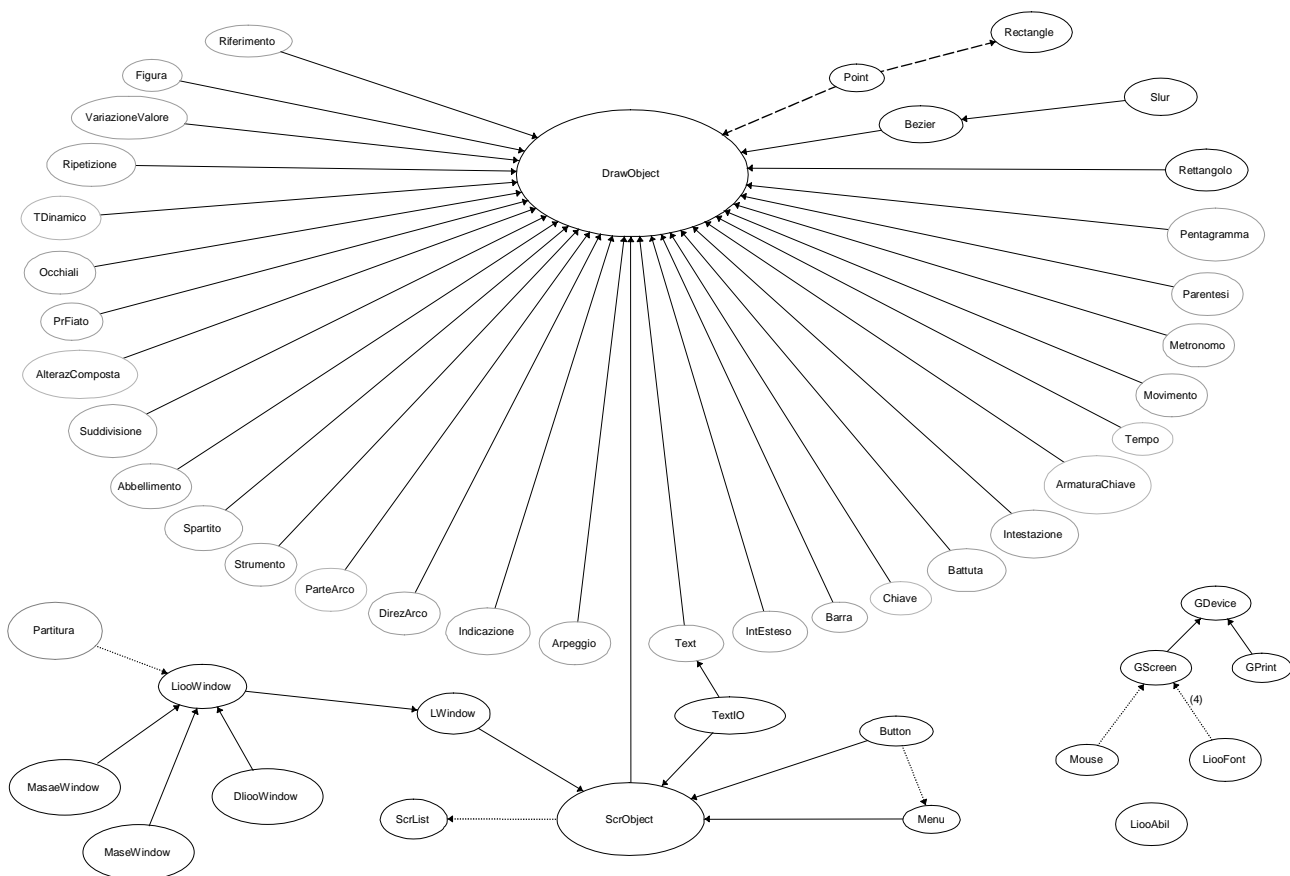 Rectangle
Riferimento
Point
Figura
Slur
VariazioneValore
Bezier
Ripetizione
DrawObject
Rettangolo
TDinamico
Pentagramma
Occhiali
Parentesi
PrFiato
Metronomo
AlterazComposta
Movimento
Suddivisione
Tempo
Abbellimento
ArmaturaChiave
Spartito
Intestazione
Strumento
Battuta
ParteArco
Chiave
DirezArco
Barra
GDevice
Partitura
Indicazione
IntEsteso
Arpeggio
Text
GScreen
GPrint
LiooWindow
(4)
LWindow
TextIO
Button
Mouse
LiooFont
MasaeWindow
DliooWindow
ScrList
ScrObject
Menu
LiooAbil
MaseWindow